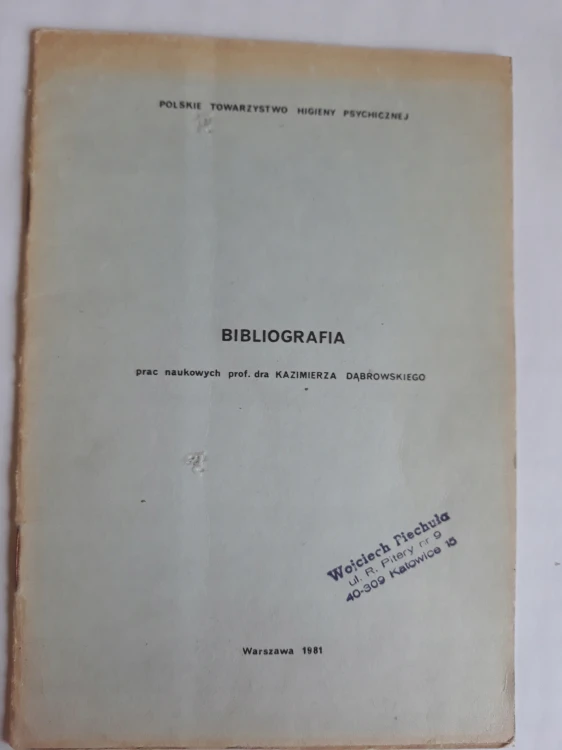 POLSKIE TOWARZYSTWO HIGIENY PSYCHICZNEJ
BIBLIOGRAFIA
prac naukowych prof. dra KAZIMIERZA DĄBROWSKIEGO
Wojciech Piechula
ul. R. Pitery nr 9
40-309 Katowice 15
Warszawa 1981